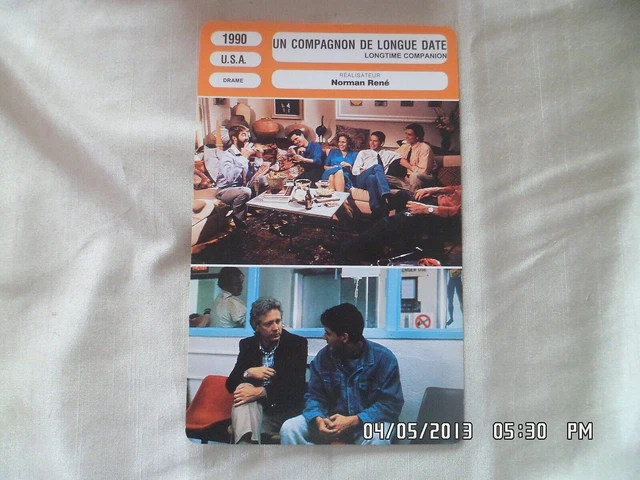 1990
UN COMPAGNON DE LONGUE DATE
LONGTIME COMPANION
U.S.A.
DRAME
RÉALISATEUR
Norman René
04/05/2013 05:30 PM